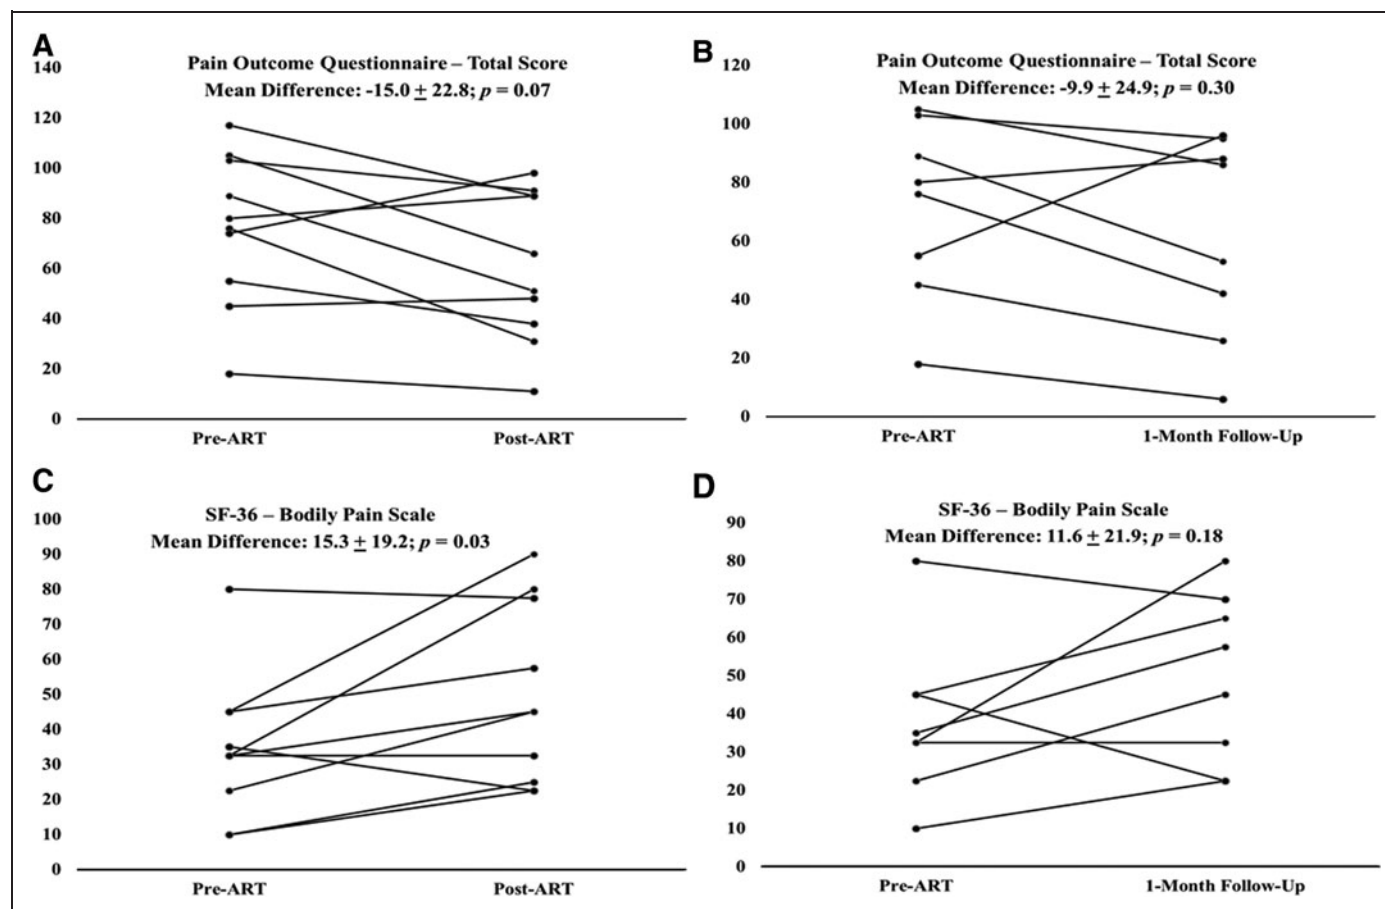 A
Pain Outcome Questionnaire – Total Score
Mean Difference: -15.0 ± 22.8; p = 0.07
140
120
100
80
60
40
20
0
Pre-ART Post-ART
B
Pain Outcome Questionnaire – Total Score
Mean Difference: -9.9 ± 24.9; p = 0.30
120
100
80
60
40
20
0
Pre-ART 1-Month Follow-Up
C
SF-36 – Bodily Pain Scale
Mean Difference: 15.3 ± 19.2; p = 0.03
100
90
80
70
60
50
40
30
20
10
0
Pre-ART Post-ART
D
SF-36 – Bodily Pain Scale
Mean Difference: 11.6 ± 21.9; p = 0.18
90
80
70
60
50
40
30
20
10
0
Pre-ART 1-Month Follow-Up